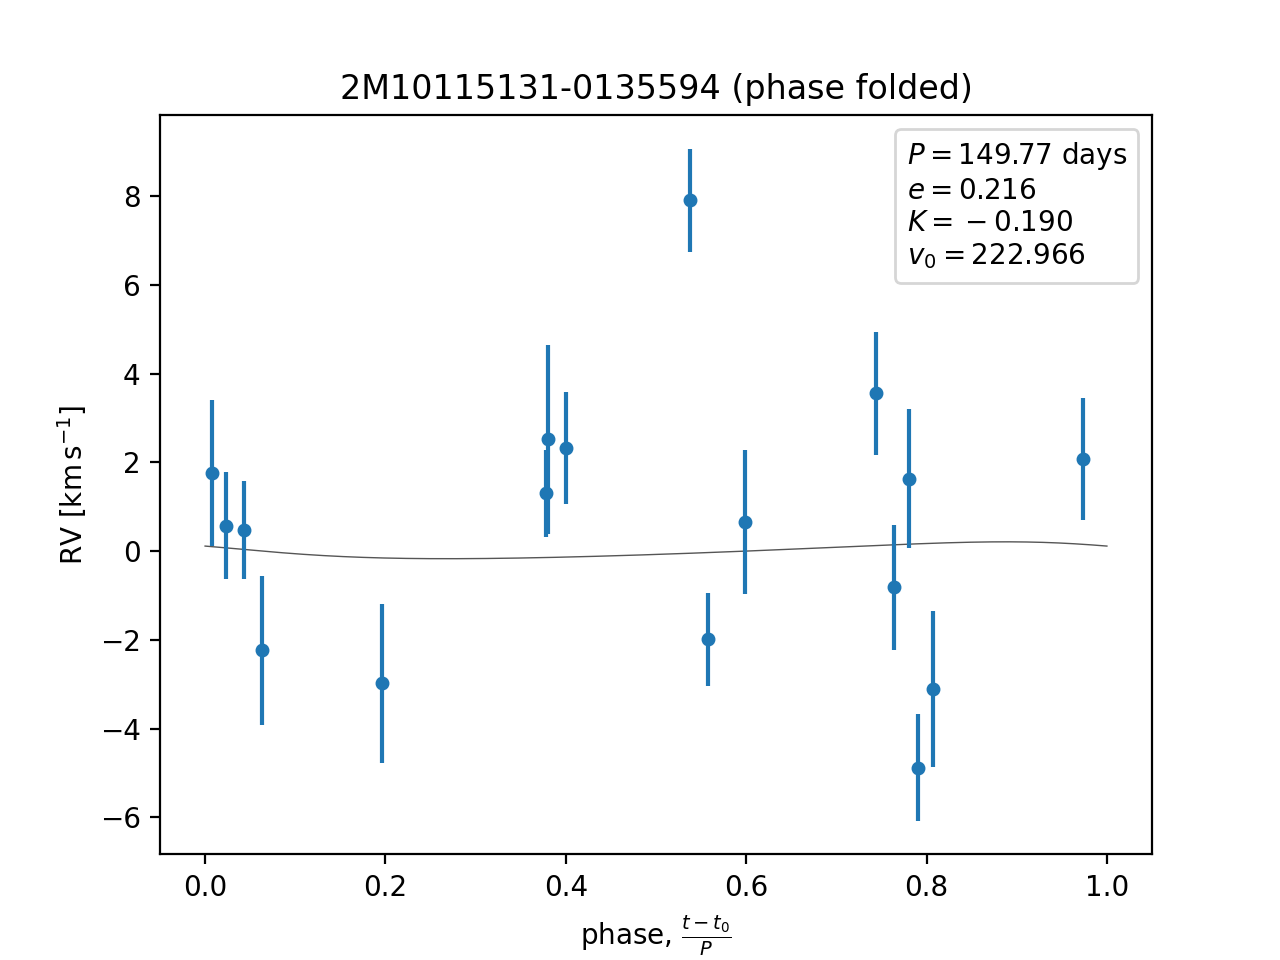 2M10115131-0135594 (phase folded)
P = 149.77 days
e = 0.216
K = −0.190
v₀ = 222.966
8
6
4
2
0
−2
−4
−6
RV [km s⁻¹]
0.0 0.2 0.4 0.6 0.8 1.0
phase, (t − t₀)/P